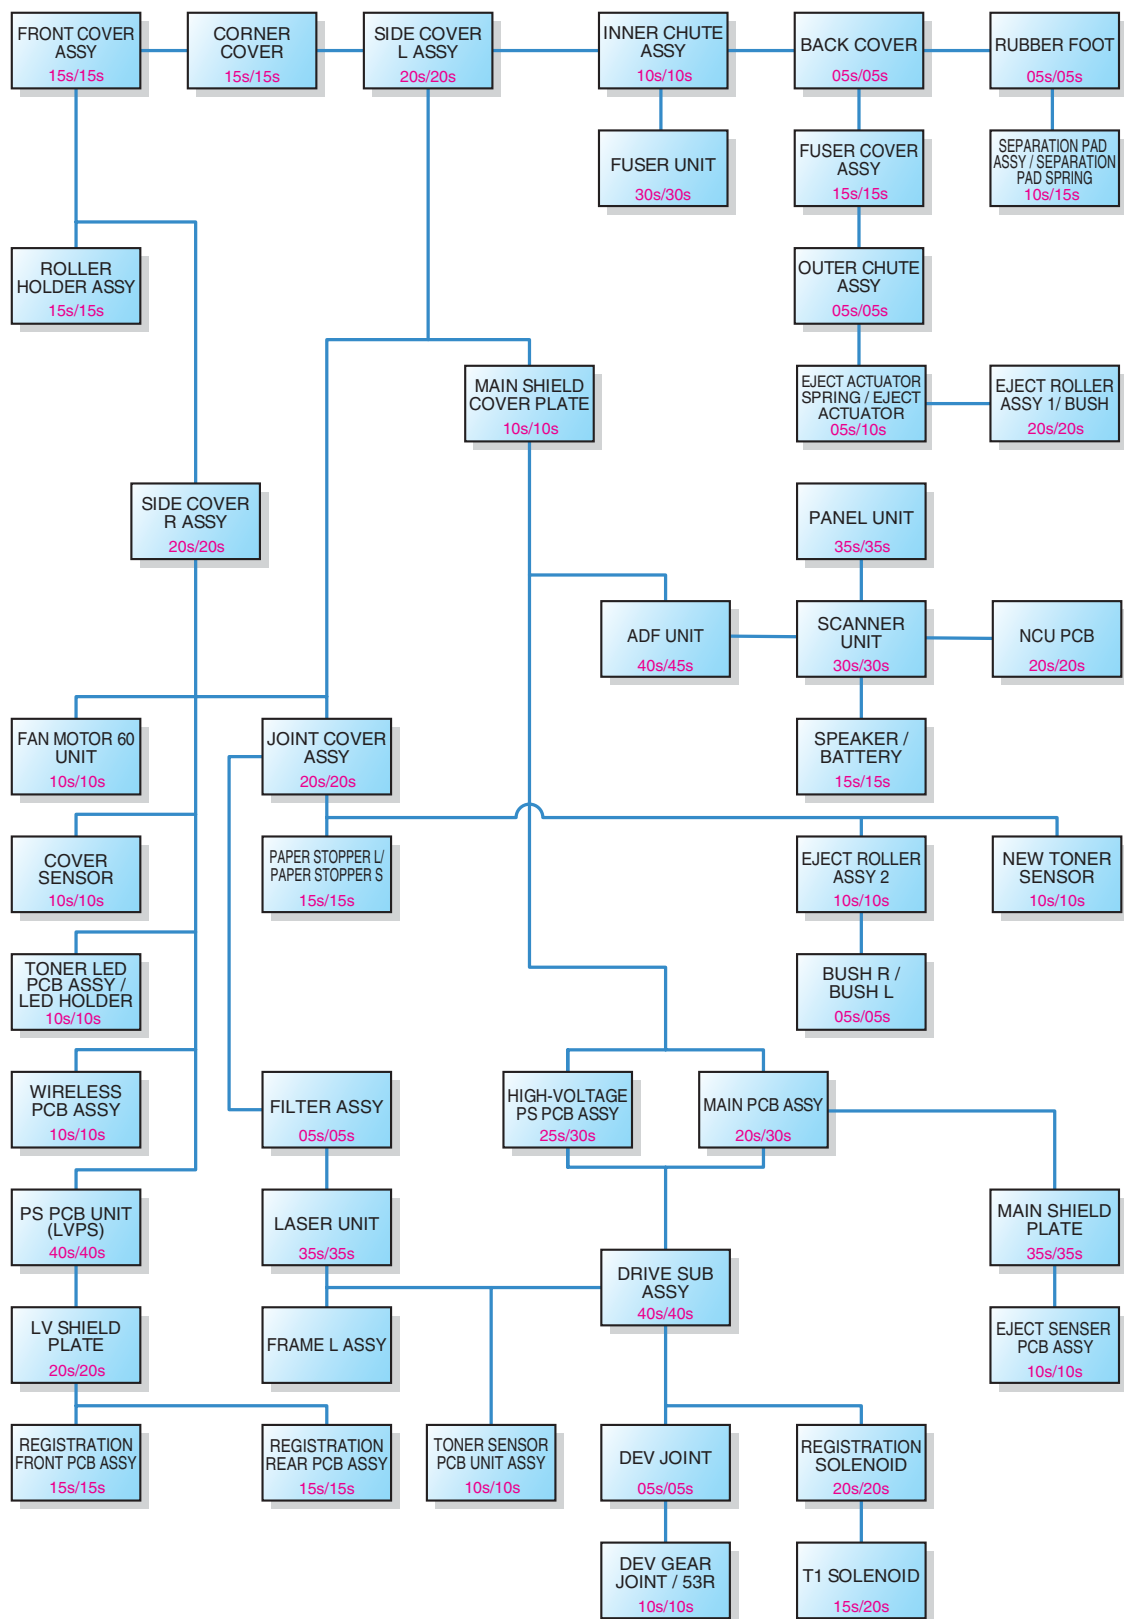 FRONT COVER
ASSY
15s/15s
CORNER
COVER
15s/15s
SIDE COVER
L ASSY
20s/20s
INNER CHUTE
ASSY
10s/10s
BACK COVER
05s/05s
RUBBER FOOT
05s/05s
FUSER UNIT
30s/30s
FUSER COVER
ASSY
15s/15s
SEPARATION PAD
ASSY / SEPARATION
PAD SPRING
10s/15s
ROLLER
HOLDER ASSY
15s/15s
OUTER CHUTE
ASSY
05s/05s
MAIN SHIELD
COVER PLATE
10s/10s
EJECT ACTUATOR
SPRING / EJECT
ACTUATOR
05s/10s
EJECT ROLLER
ASSY 1/ BUSH
20s/20s
SIDE COVER
R ASSY
20s/20s
PANEL UNIT
35s/35s
ADF UNIT
40s/45s
SCANNER
UNIT
30s/30s
NCU PCB
20s/20s
FAN MOTOR 60
UNIT
10s/10s
JOINT COVER
ASSY
20s/20s
SPEAKER /
BATTERY
15s/15s
COVER
SENSOR
10s/10s
PAPER STOPPER L/
PAPER STOPPER S
15s/15s
EJECT ROLLER
ASSY 2
10s/10s
NEW TONER
SENSOR
10s/10s
TONER LED
PCB ASSY /
LED HOLDER
10s/10s
BUSH R /
BUSH L
05s/05s
WIRELESS
PCB ASSY
10s/10s
FILTER ASSY
05s/05s
HIGH-VOLTAGE
PS PCB ASSY
25s/30s
MAIN PCB ASSY
20s/30s
PS PCB UNIT
(LVPS)
40s/40s
LASER UNIT
35s/35s
MAIN SHIELD
PLATE
35s/35s
DRIVE SUB
ASSY
40s/40s
LV SHIELD
PLATE
20s/20s
FRAME L ASSY
EJECT SENSER
PCB ASSY
10s/10s
REGISTRATION
FRONT PCB ASSY
15s/15s
REGISTRATION
REAR PCB ASSY
15s/15s
TONER SENSOR
PCB UNIT ASSY
10s/10s
DEV JOINT
05s/05s
REGISTRATION
SOLENOID
20s/20s
DEV GEAR
JOINT / 53R
10s/10s
T1 SOLENOID
15s/20s